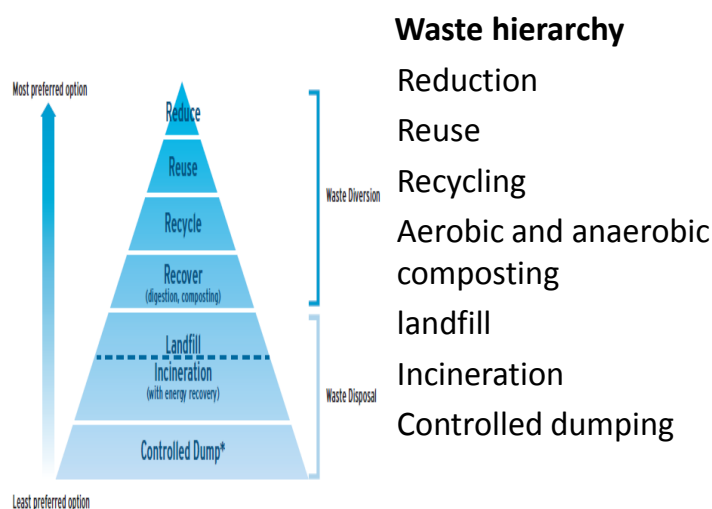 Most preferred option
Reduce
Reuse
Recycle
Recover
(digestion, composting)
Landfill
Incineration
(with energy recovery)
Controlled Dump*
Least preferred option
Waste Diversion
Waste Disposal
Waste hierarchy
Reduction
Reuse
Recycling
Aerobic and anaerobic
composting
landfill
Incineration
Controlled dumping